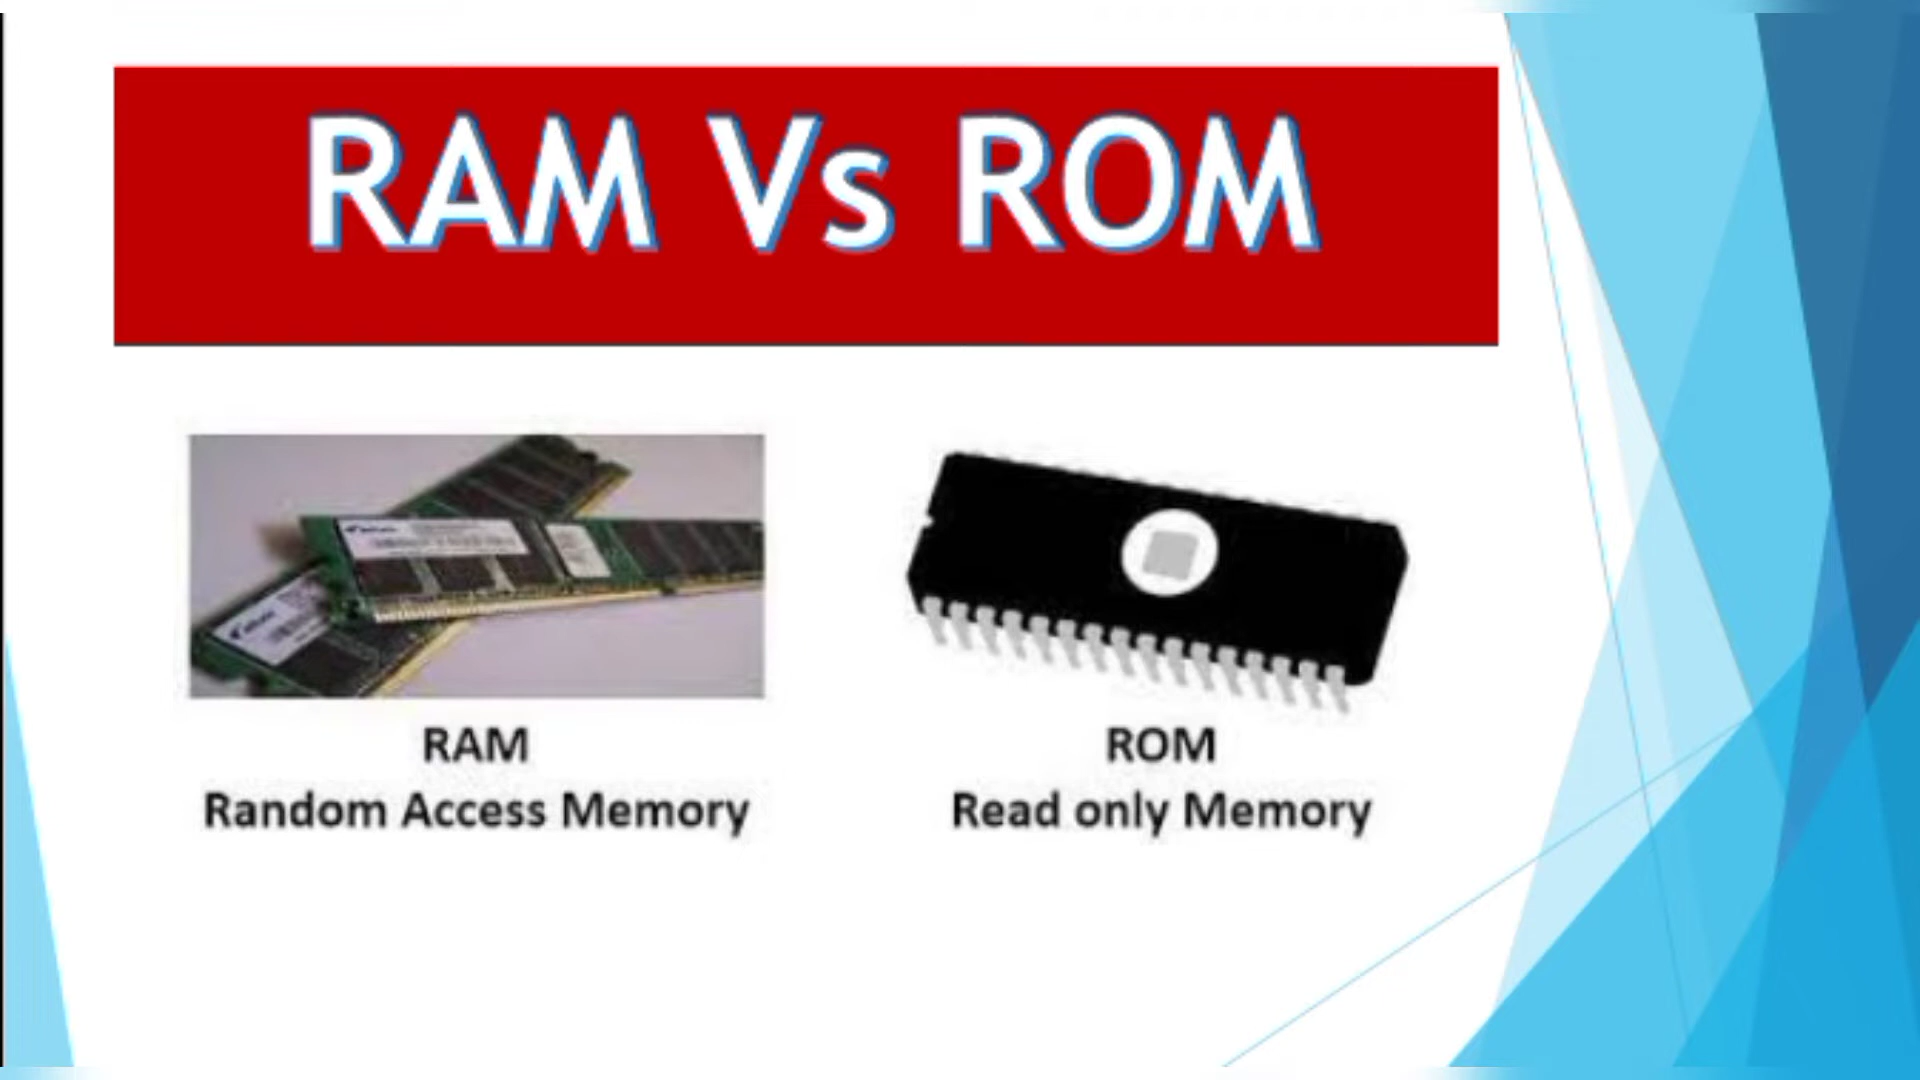 RAM Vs ROM
RAM
Random Access Memory
ROM
Read only Memory